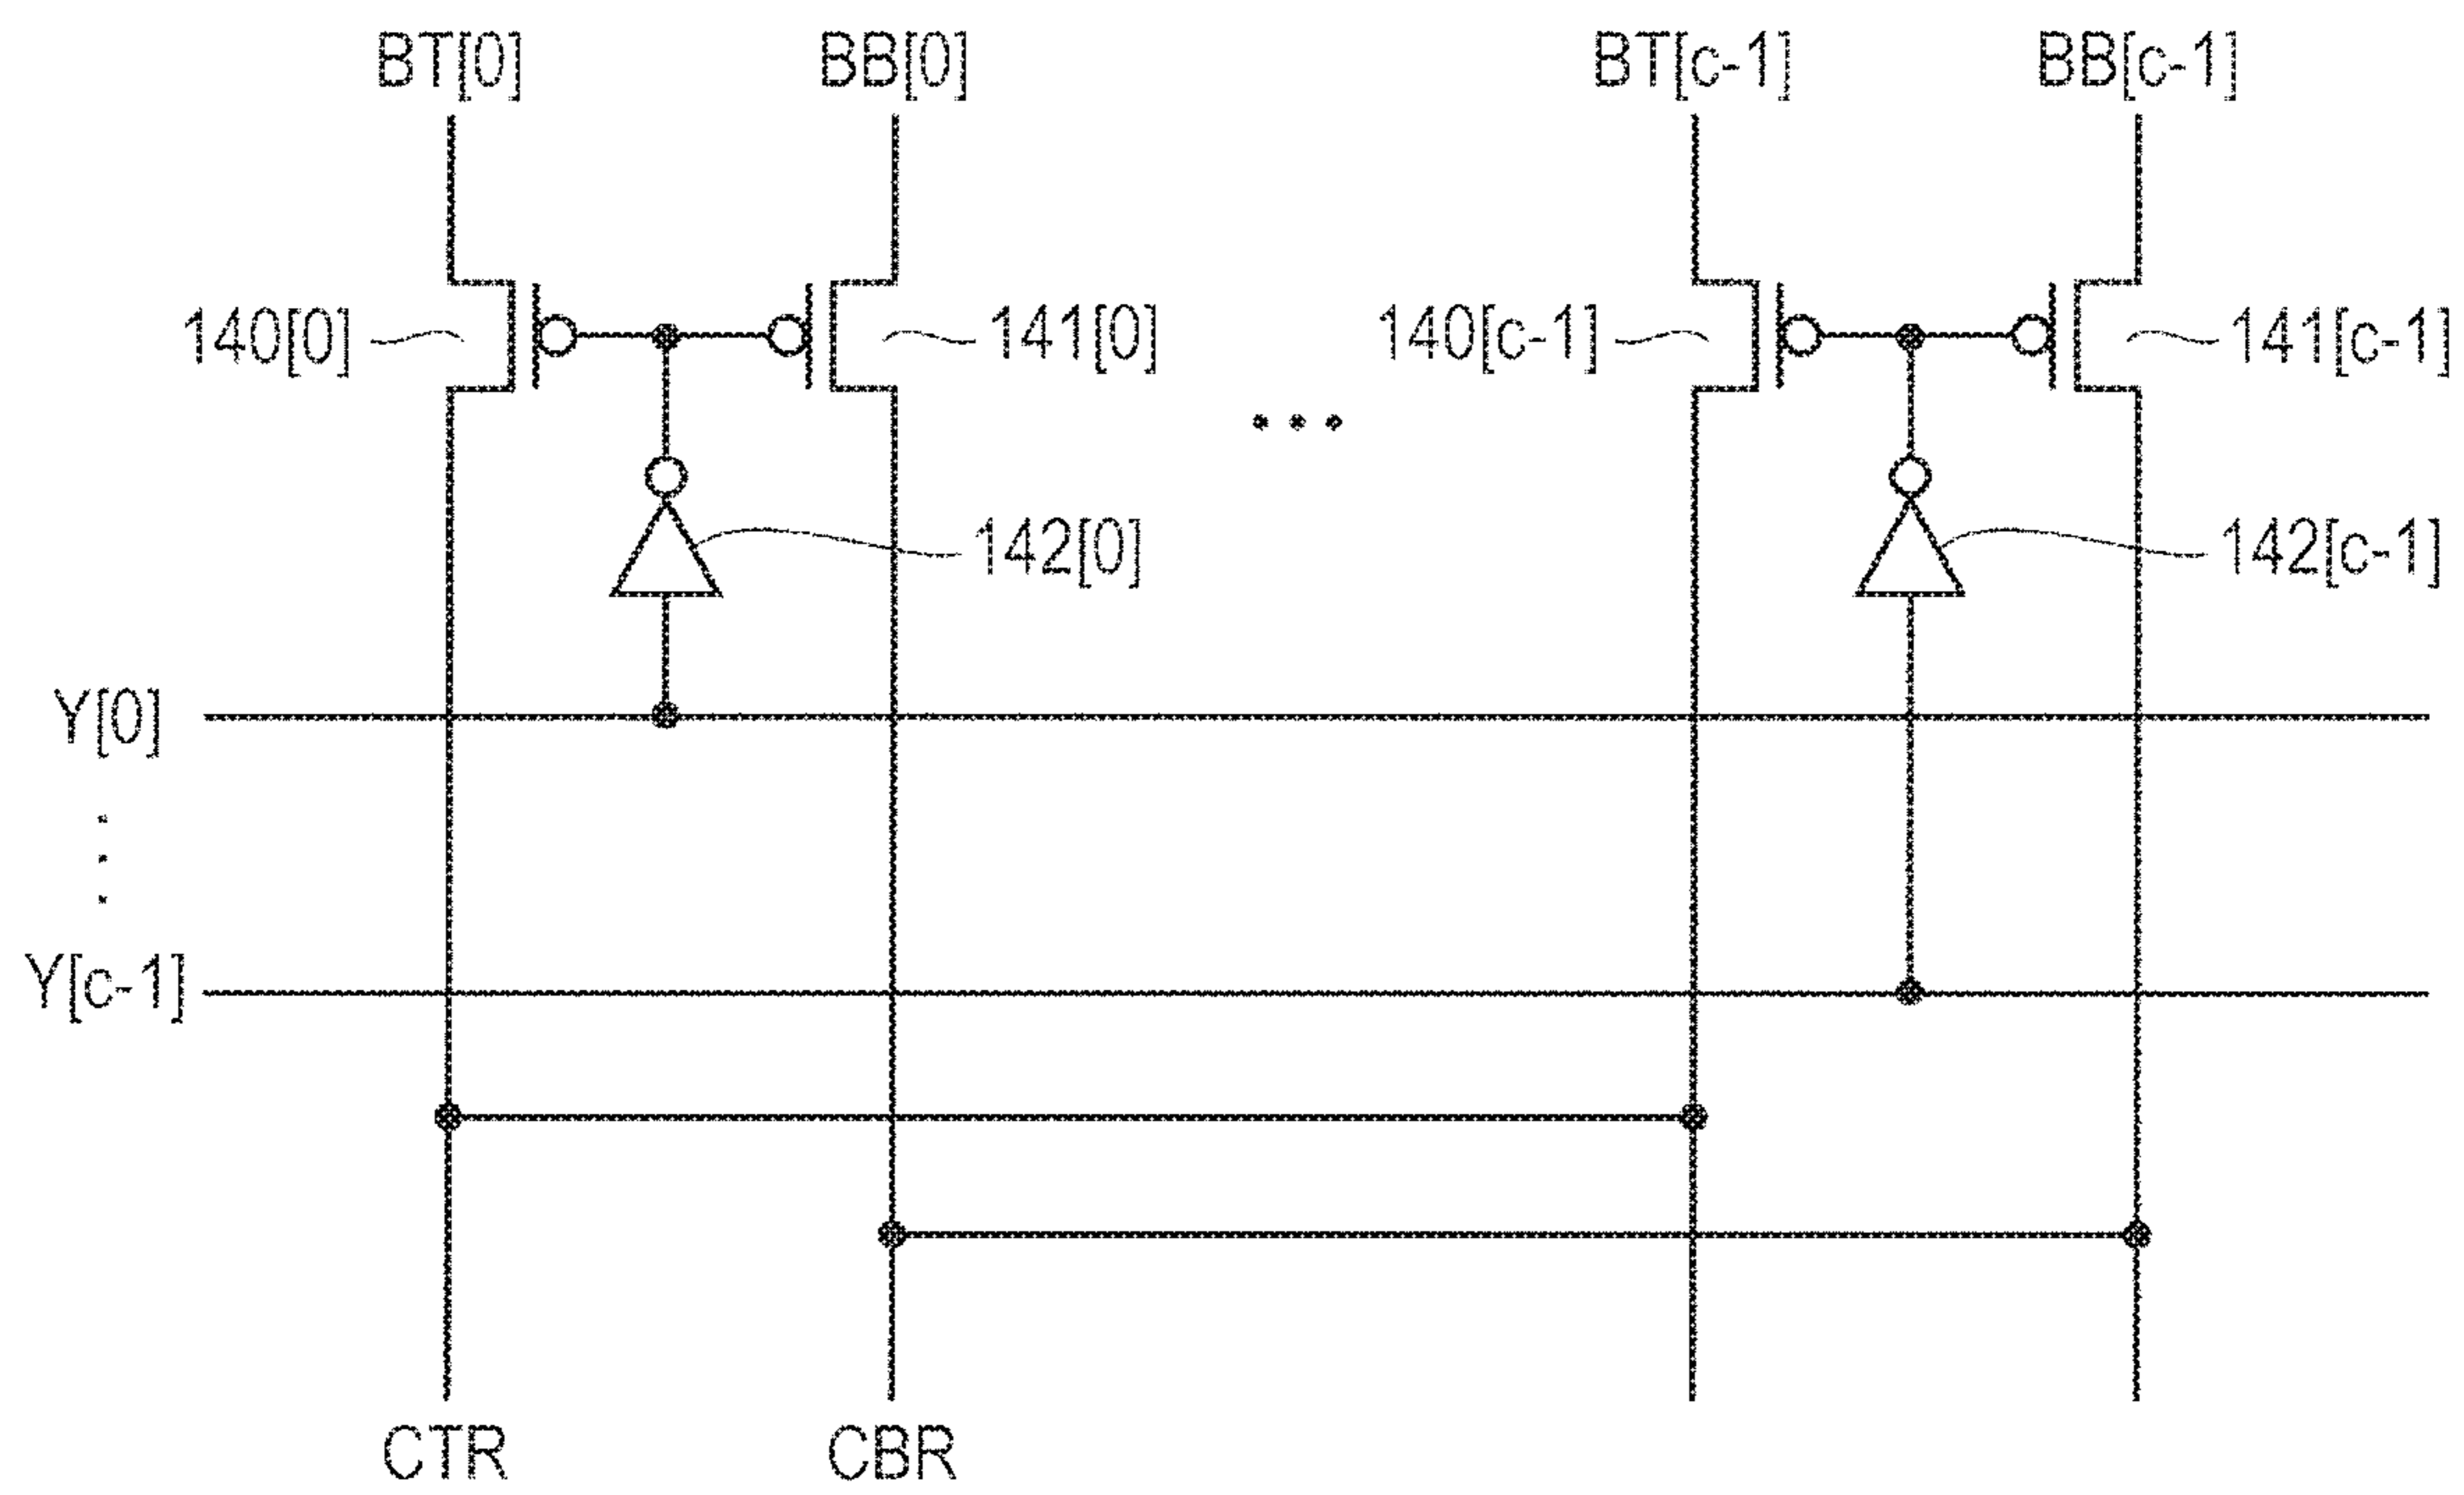 BT[0] BB[0] BT[c-1] BB[c-1]
140[0] 141[0] 140[c-1] 141[c-1]
142[0] 142[c-1]
Y[0]
Y[c-1]
CTR CBR